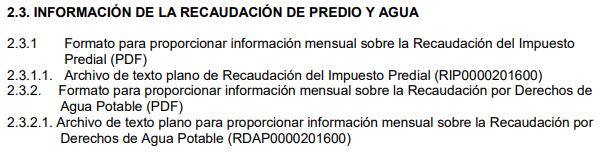 2.3. INFORMACIÓN DE LA RECAUDACIÓN DE PREDIO Y AGUA
2.3.1 Formato para proporcionar información mensual sobre la Recaudación del Impuesto
Predial (PDF)
2.3.1.1. Archivo de texto plano de Recaudación del Impuesto Predial (RIP0000201600)
2.3.2. Formato para proporcionar información mensual sobre la Recaudación por Derechos de
Agua Potable (PDF)
2.3.2.1. Archivo de texto plano para proporcionar información mensual sobre la Recaudación por
Derechos de Agua Potable (RDAP0000201600)